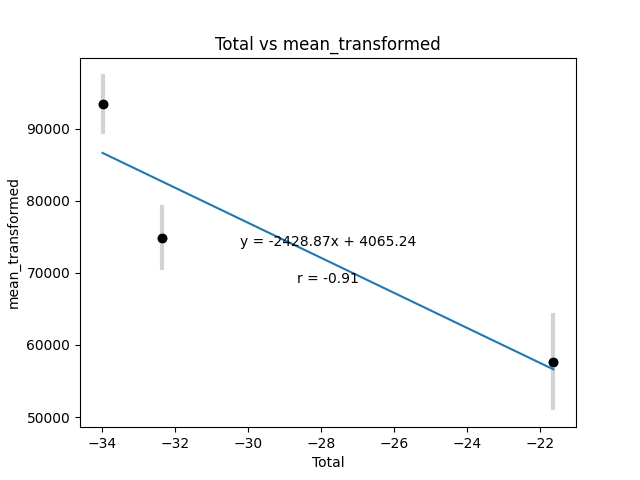 Total vs mean_transformed
mean_transformed
90000
80000
70000
60000
50000
y = -2428.87x + 4065.24
r = -0.91
−34
−32
−30
−28
−26
−24
−22
Total